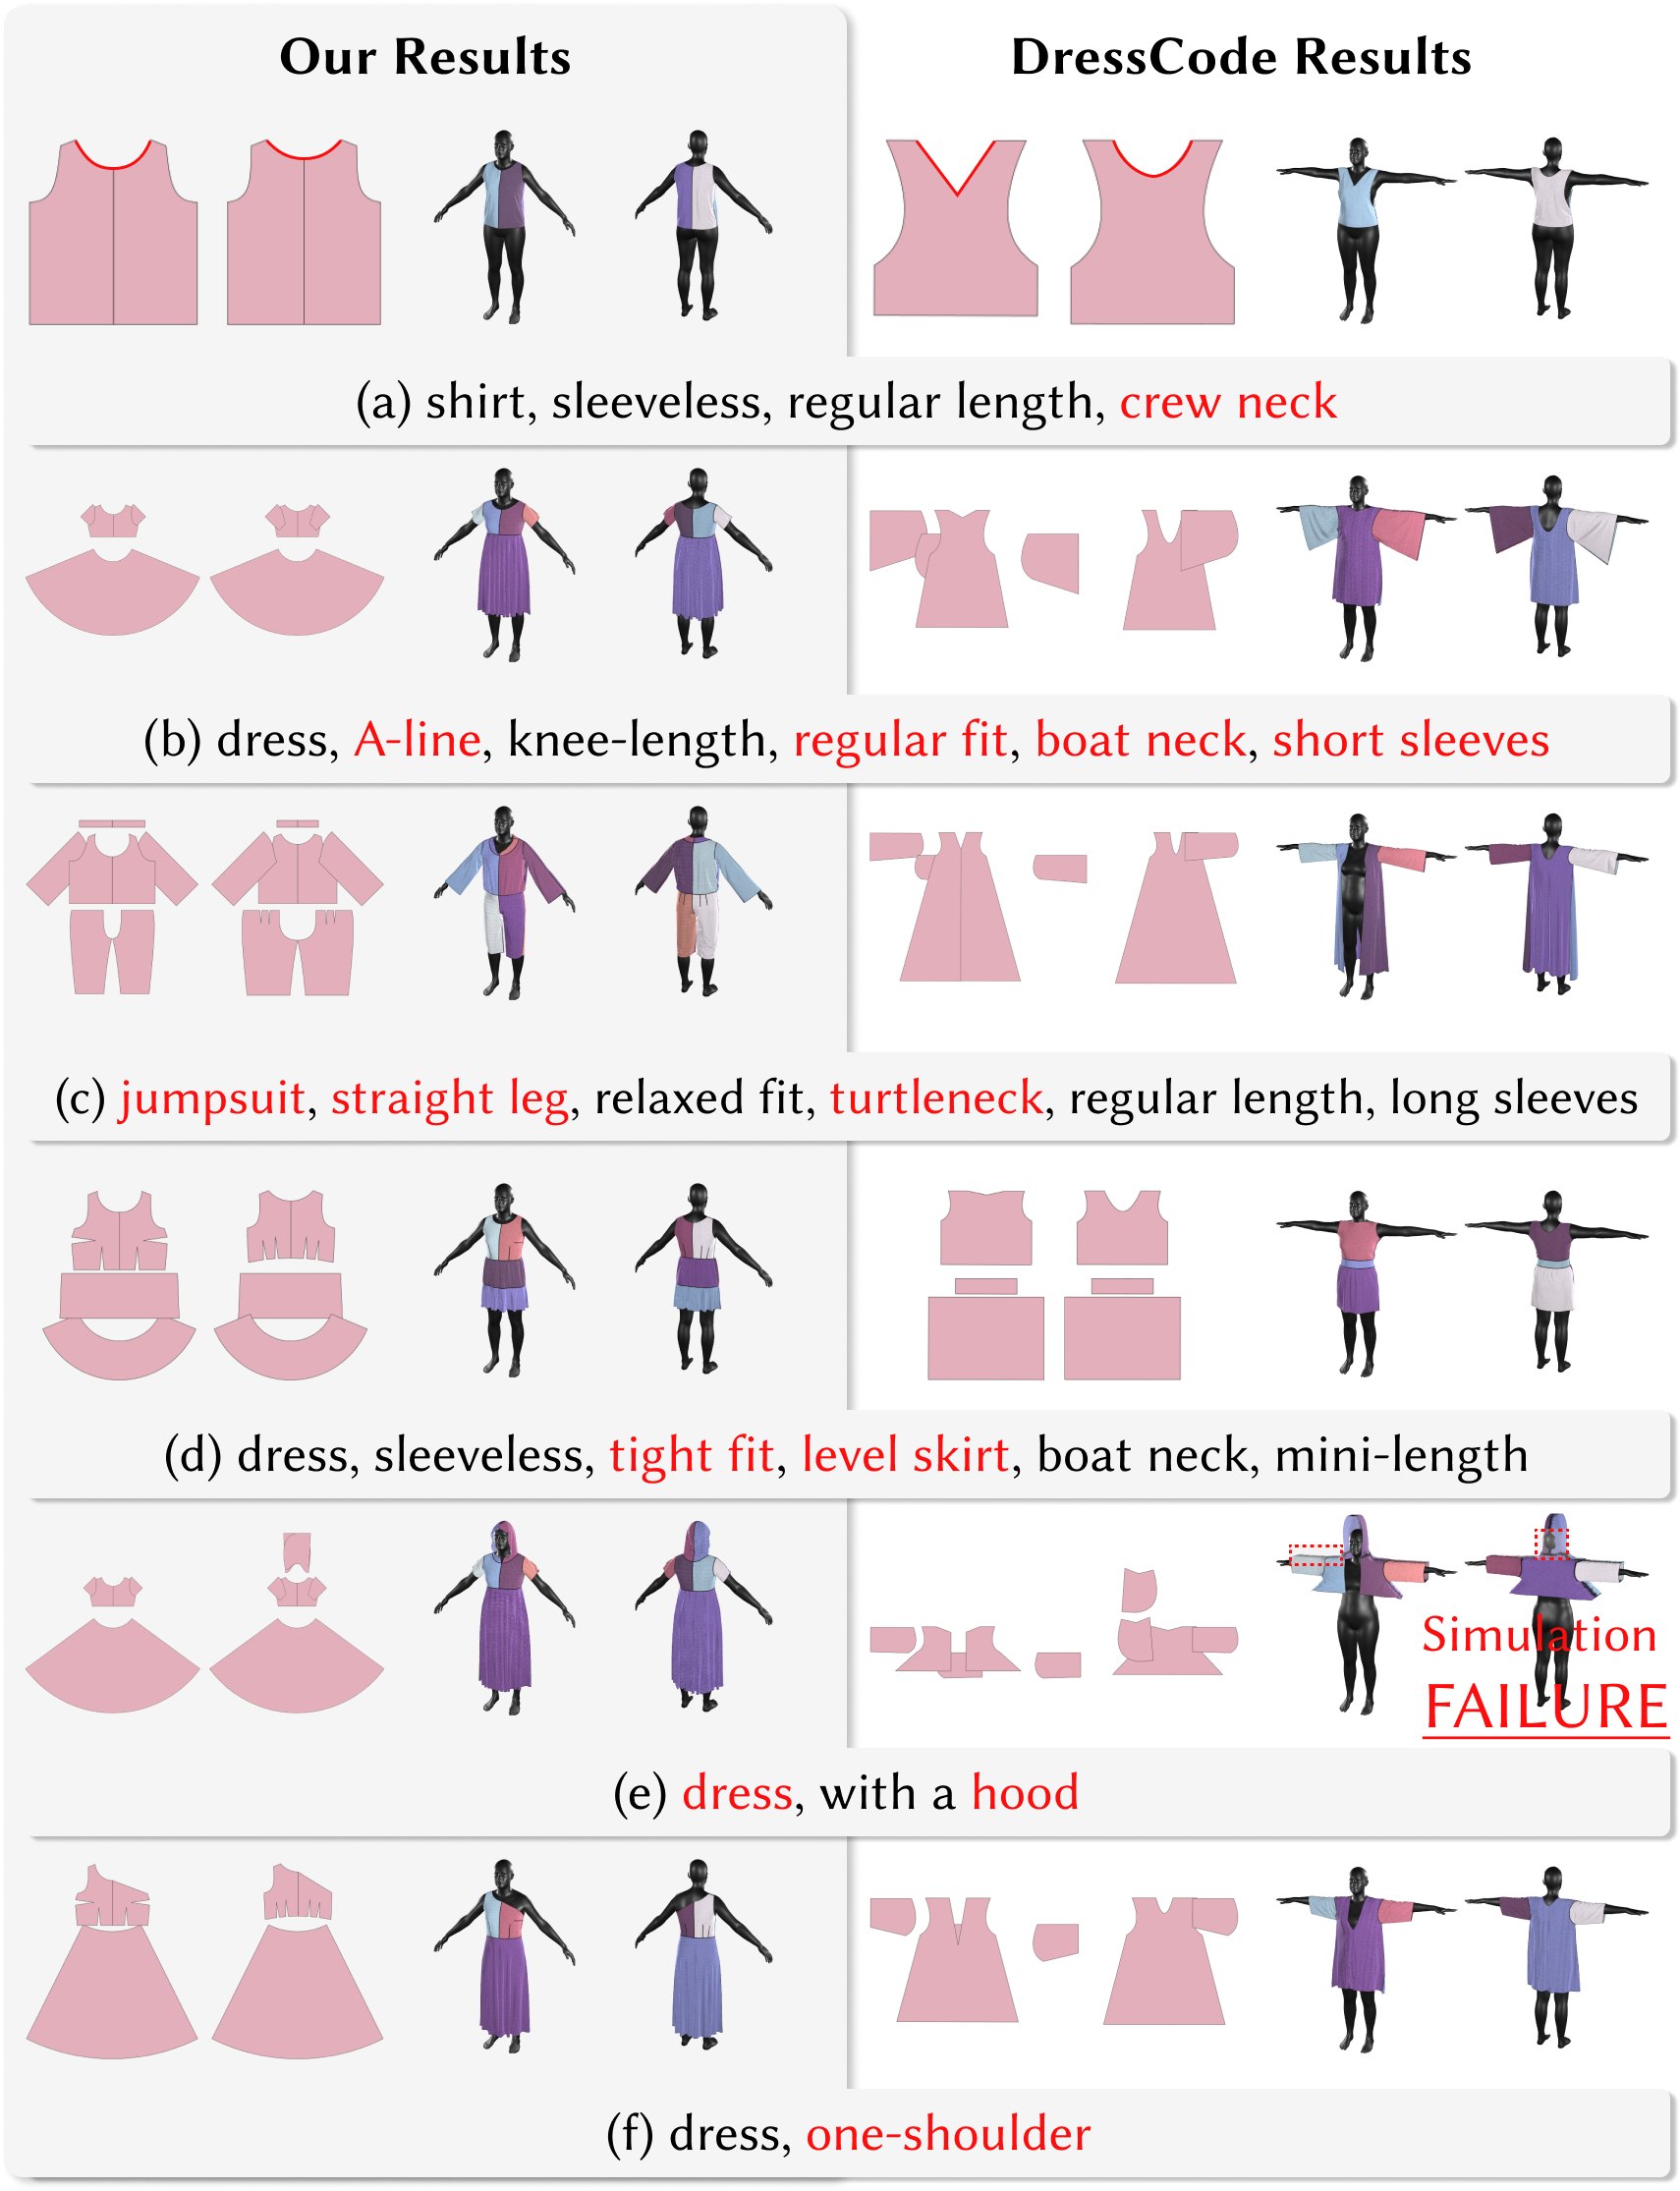 Our Results
DressCode Results
(a) shirt, sleeveless, regular length, crew neck
(b) dress, A-line, knee-length, regular fit, boat neck, short sleeves
(c) jumpsuit, straight leg, relaxed fit, turtleneck, regular length, long sleeves
(d) dress, sleeveless, tight fit, level skirt, boat neck, mini-length
Simulation
FAILURE
(e) dress, with a hood
(f) dress, one-shoulder